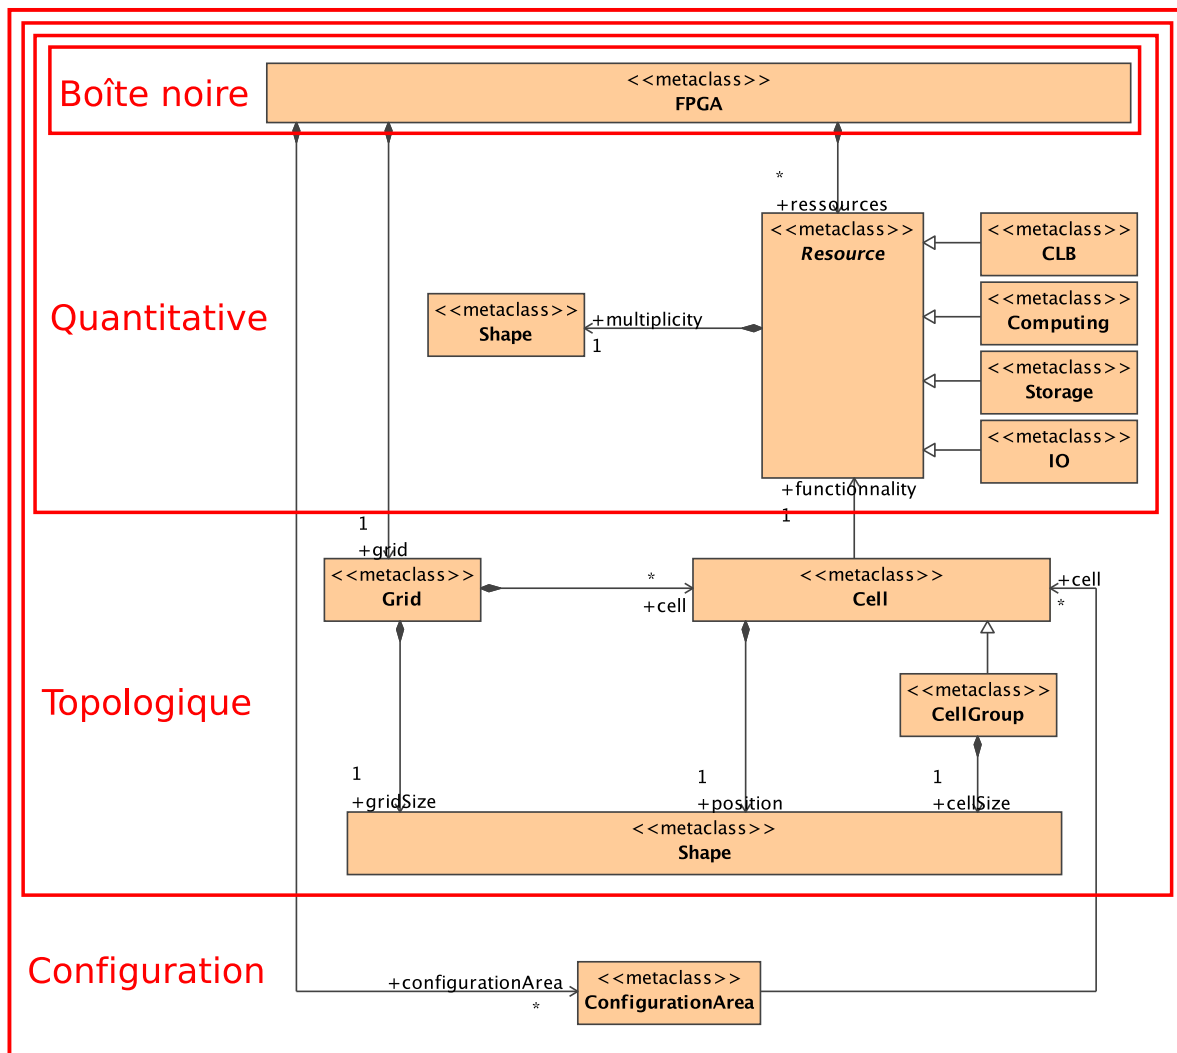 Boîte noire
<<metaclass>>
FPGA
*
+ressources
<<metaclass>>
Resource
<<metaclass>>
CLB
<<metaclass>>
Computing
<<metaclass>>
Storage
<<metaclass>>
IO
Quantitative
<<metaclass>>
Shape
+multiplicity
1
+functionnality
1
1
+grid
<<metaclass>>
Grid
*
+cell
<<metaclass>>
Cell
+cell
*
Topologique
<<metaclass>>
CellGroup
1
+gridSize
1
+position
1
+cellSize
<<metaclass>>
Shape
Configuration
+configurationArea
*
<<metaclass>>
ConfigurationArea